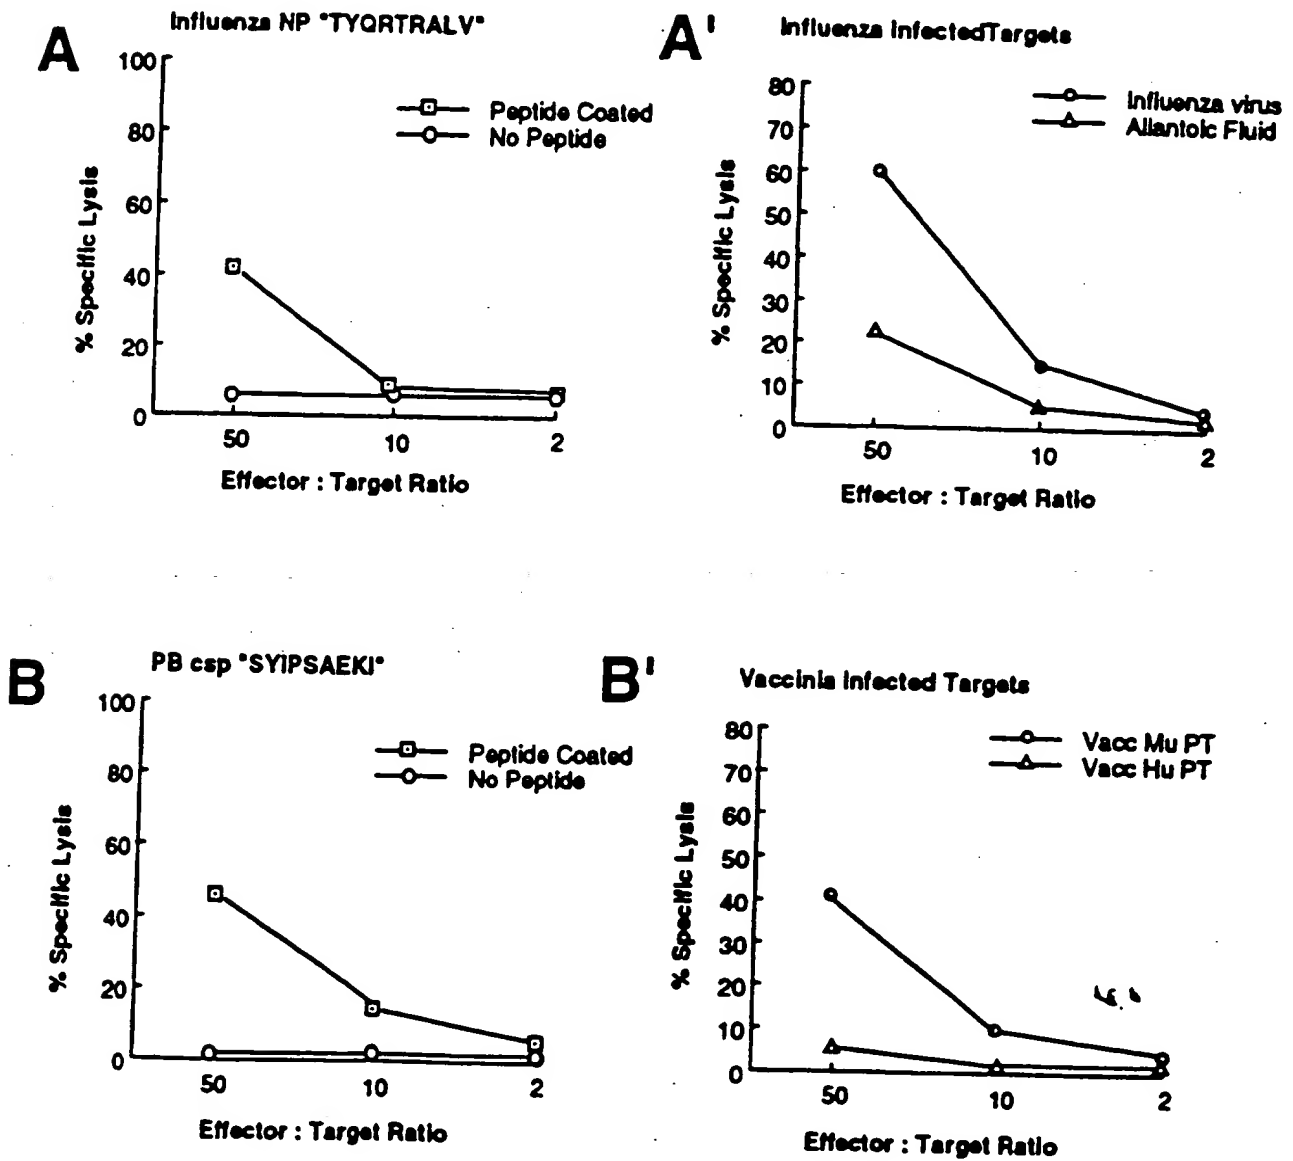 A
Influenza NP "TYQRTRALV"
Peptide Coated
No Peptide
% Specific Lysis
100
80
60
40
20
0
50 10 2
Effector : Target Ratio
A'
Influenza InfectedTargets
Influenza virus
Allantoic Fluid
% Specific Lysis
80
70
60
50
40
30
20
10
0
50 10 2
Effector : Target Ratio
B
PB csp "SYIPSAEKI"
Peptide Coated
No Peptide
% Specific Lysis
100
80
60
40
20
0
50 10 2
Effector : Target Ratio
B'
Vaccinia Infected Targets
Vacc Mu PT
Vacc Hu PT
% Specific Lysis
80
70
60
50
40
30
20
10
0
50 10 2
Effector : Target Ratio